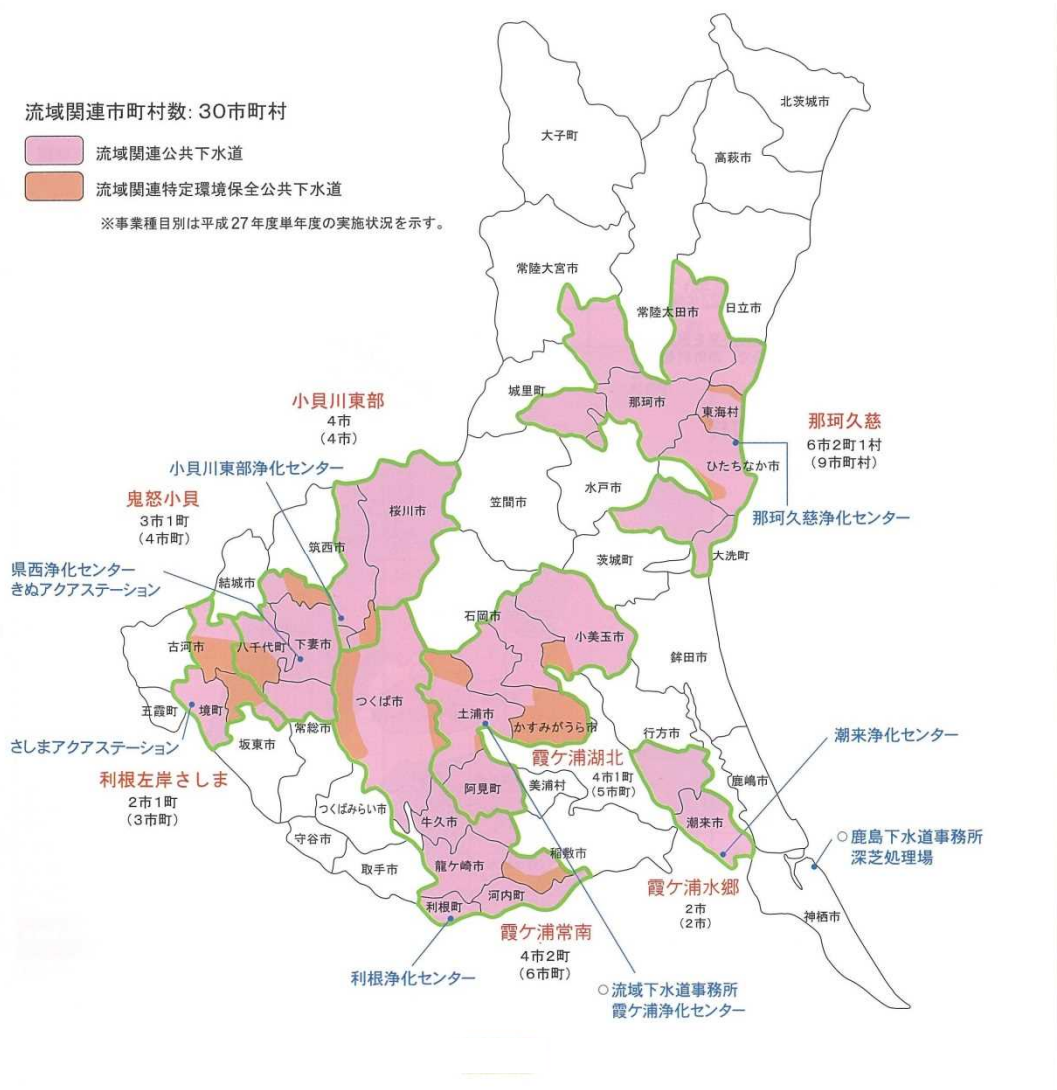 流域関連市町村数: 30市町村
流域関連公共下水道
流域関連特定環境保全公共下水道
※事業種目別は平成27年度単年度の実施状況を示す。
北茨城市
大子町
高萩市
常陸大宮市
常陸太田市
日立市
城里町
那珂市
東海村
那珂久慈
6市2町1村
(9市町村)
ひたちなか市
那珂久慈浄化センター
水戸市
笠間市
茨城町
大洗町
小貝川東部
4市
(4市)
小貝川東部浄化センター
桜川市
鬼怒小貝
3市1町
(4市町)
筑西市
県西浄化センター
きぬアクアステーション
結城市
古河市
八千代町
下妻市
石岡市
小美玉市
鉾田市
五霞町
境町
常総市
つくば市
土浦市
かすみがうら市
行方市
さしまアクアステーション
坂東市
利根左岸さしま
2市1町
(3市町)
霞ケ浦湖北
4市1町
(5市町)
潮来浄化センター
阿見町
美浦村
鹿嶋市
つくばみらい市
牛久市
潮来市
守谷市
取手市
龍ケ崎市
稲敷市
○鹿島下水道事務所
深芝処理場
霞ケ浦水郷
2市
(2市)
利根町
河内町
神栖市
霞ケ浦常南
4市2町
(6市町)
利根浄化センター
○流域下水道事務所
霞ケ浦浄化センター